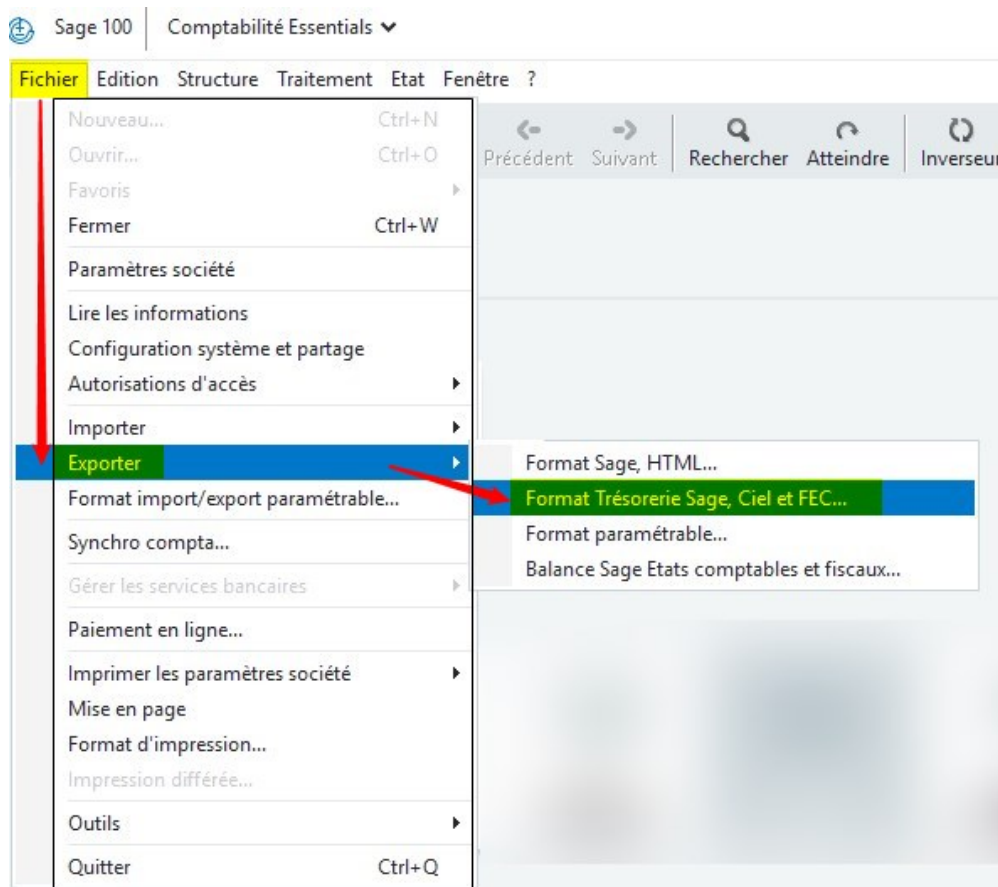 Sage 100 Comptabilité Essentials
Fichier Edition Structure Traitement Etat Fenêtre ?
Nouveau... Ctrl+N
Ouvrir... Ctrl+O
Favoris
Fermer Ctrl+W
Paramètres société
Lire les informations
Configuration système et partage
Autorisations d'accès
Importer
Exporter
Format import/export paramétrable...
Synchro compta...
Gérer les services bancaires
Paiement en ligne...
Imprimer les paramètres société
Mise en page
Format d'impression...
Impression différée...
Outils
Quitter Ctrl+Q
Précédent Suivant Rechercher Atteindre Inverseur
Format Sage, HTML...
Format Trésorerie Sage, Ciel et FEC...
Format paramétrable...
Balance Sage Etats comptables et fiscaux...